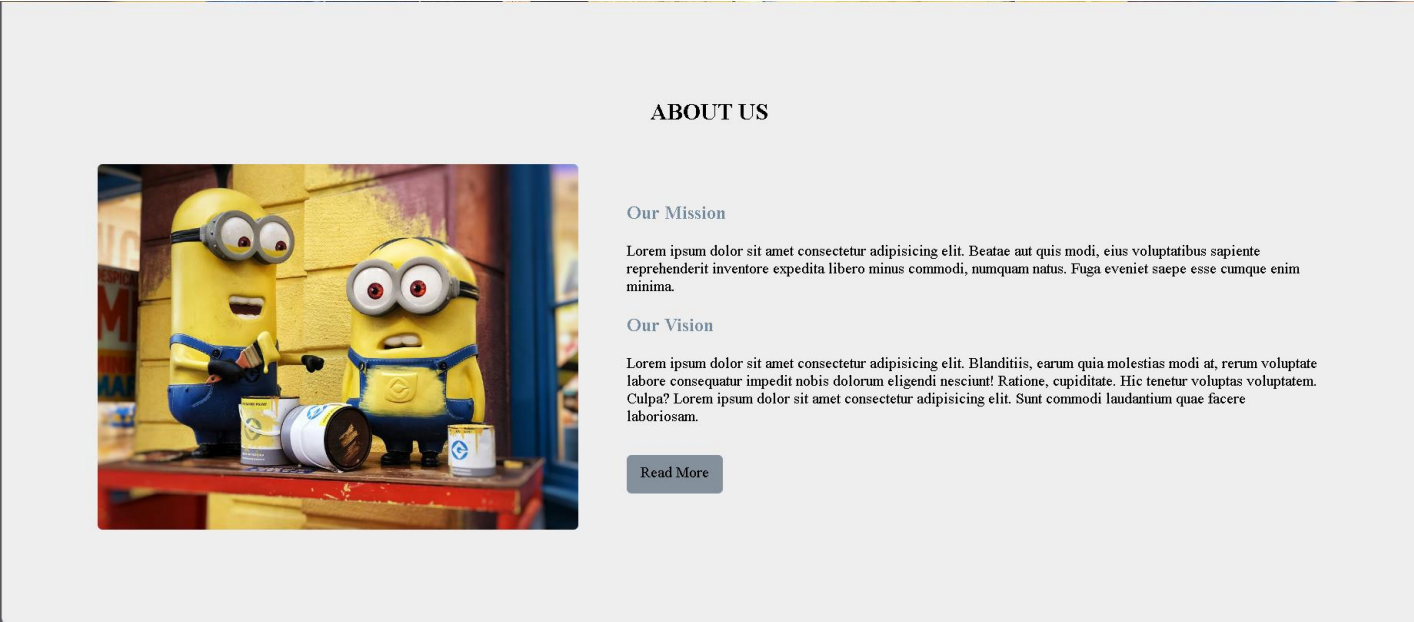 ABOUT US
Our Mission
Lorem ipsum dolor sit amet consectetur adipisicing elit. Beatae aut quis modi, eius voluptatibus sapiente
reprehenderit inventore expedita libero minus commodi, numquam natus. Fuga eveniet saepe esse cumque enim
minima.
Our Vision
Lorem ipsum dolor sit amet consectetur adipisicing elit. Blanditiis, earum quia molestias modi at, rerum voluptate
labore consequatur impedit nobis dolorum eligendi nesciunt! Ratione, cupiditate. Hic tenetur voluptas voluptatem.
Culpa? Lorem ipsum dolor sit amet consectetur adipisicing elit. Sunt commodi laudantium quae facere
laboriosam.
Read More